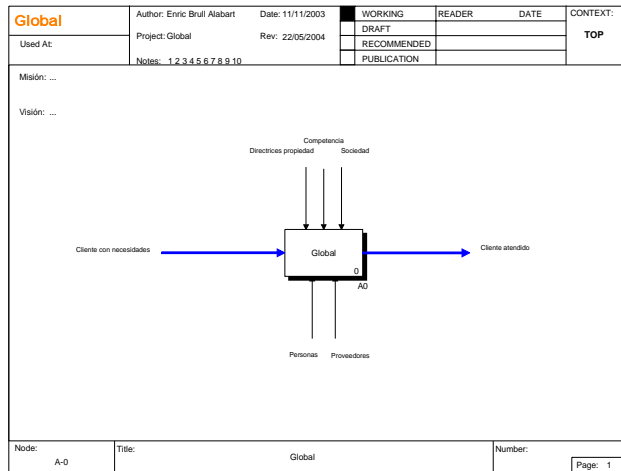 Global
Used At:
Author: Enric Brull Alabart
Date: 11/11/2003
Project: Global
Rev: 22/05/2004
Notes: 1 2 3 4 5 6 7 8 9 10
WORKING
DRAFT
RECOMMENDED
PUBLICATION
READER
DATE
CONTEXT:
TOP
Misión: ...
Visión: ...
Competencia
Directrices propiedad
Sociedad
Cliente con necesidades
Global
0
A0
Cliente atendido
Personas
Proveedores
Node:
A-0
Title:
Global
Number:
Page: 1